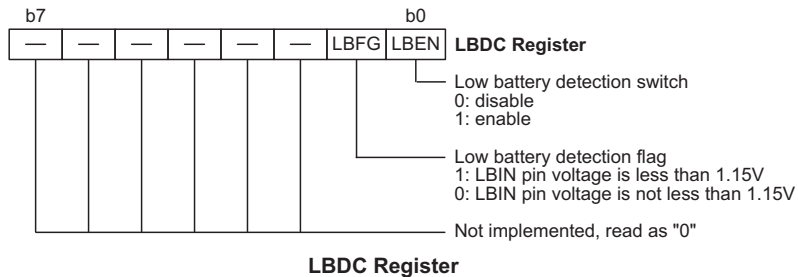 b7 b0
— — — — — — LBFG LBEN LBDC Register
Low battery detection switch
0: disable
1: enable
Low battery detection flag
1: LBIN pin voltage is less than 1.15V
0: LBIN pin voltage is not less than 1.15V
Not implemented, read as "0"
LBDC Register